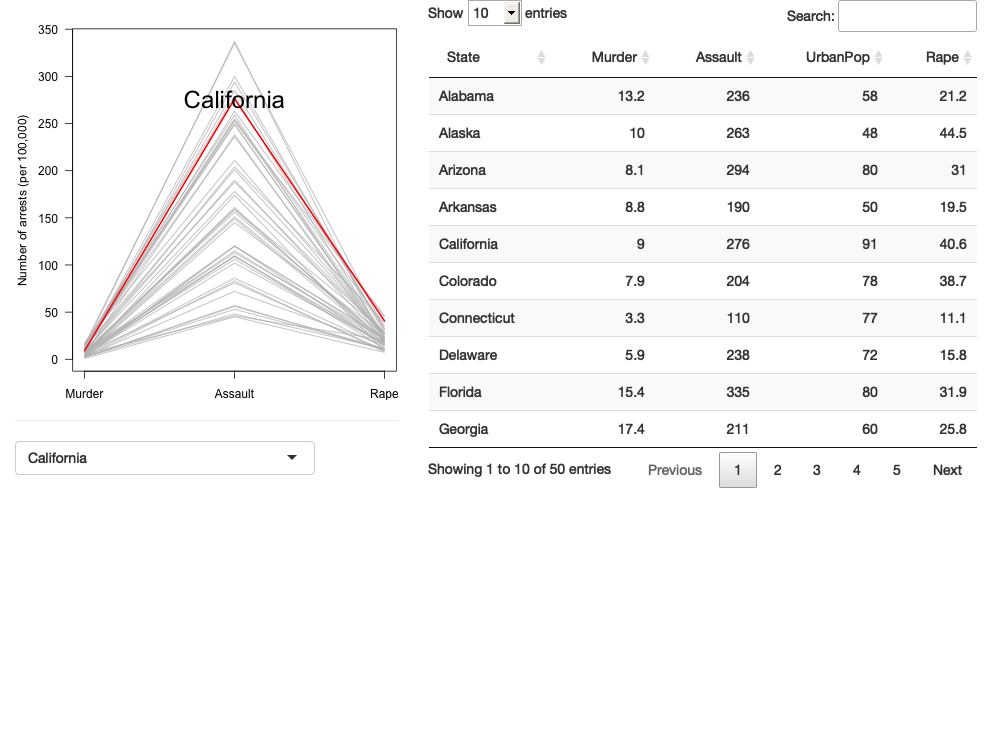 350
300
250
200
150
100
50
0
Number of arrests (per 100,000)
California
Murder Assault Rape
California
Show 10 entries
Search:
State Murder Assault UrbanPop Rape
Alabama 13.2 236 58 21.2
Alaska 10 263 48 44.5
Arizona 8.1 294 80 31
Arkansas 8.8 190 50 19.5
California 9 276 91 40.6
Colorado 7.9 204 78 38.7
Connecticut 3.3 110 77 11.1
Delaware 5.9 238 72 15.8
Florida 15.4 335 80 31.9
Georgia 17.4 211 60 25.8
Showing 1 to 10 of 50 entries
Previous 1 2 3 4 5 Next